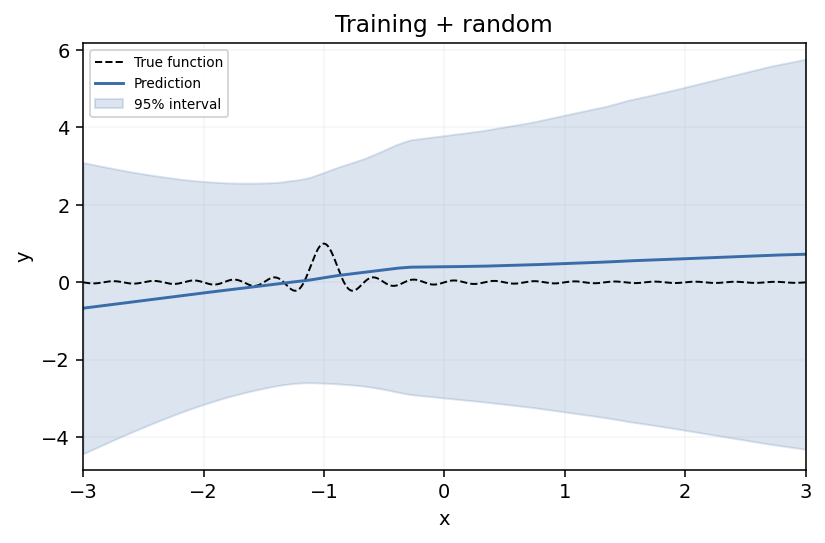 Training + random
6
4
2
0
−2
−4
y
True function
Prediction
95% interval
−3
−2
−1
0
1
2
3
x